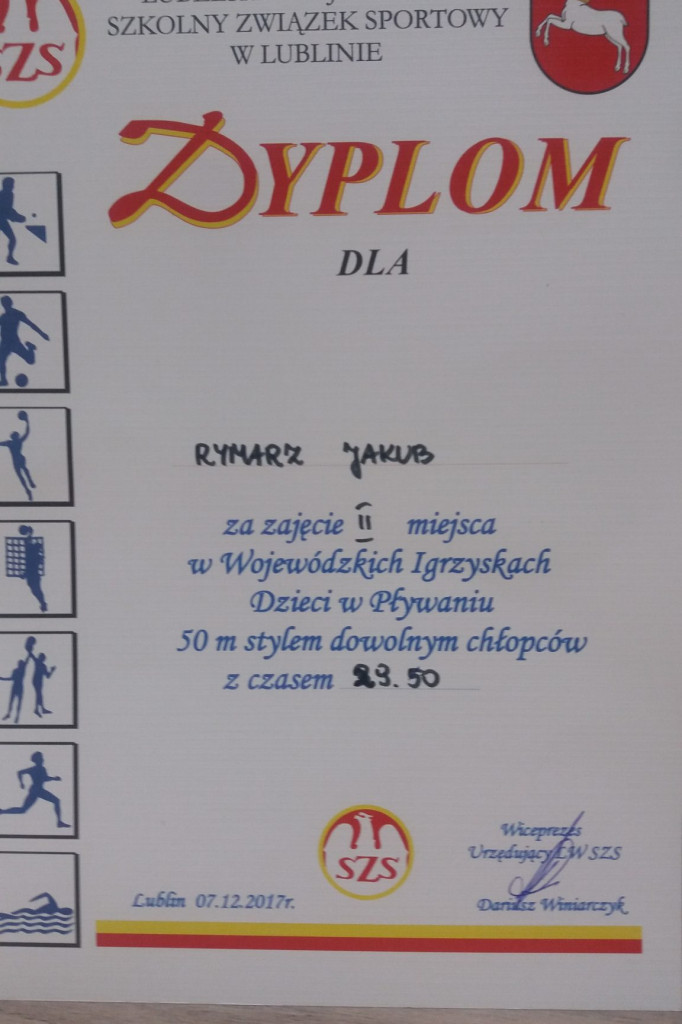 SZS
SZKOLNY ZWIĄZEK SPORTOWY
W LUBLINIE
DYPLOM
DLA
RYMARZ JAKUB
za zajęcie II miejsca
w Wojewódzkich Igrzyskach
Dzieci w Pływaniu
50 m stylem dowolnym chłopców
z czasem 29.50
SZS
Wiceprezes
Urzędujący LW SZS
Lublin 07.12.2017r.
Dariusz Winiarczyk